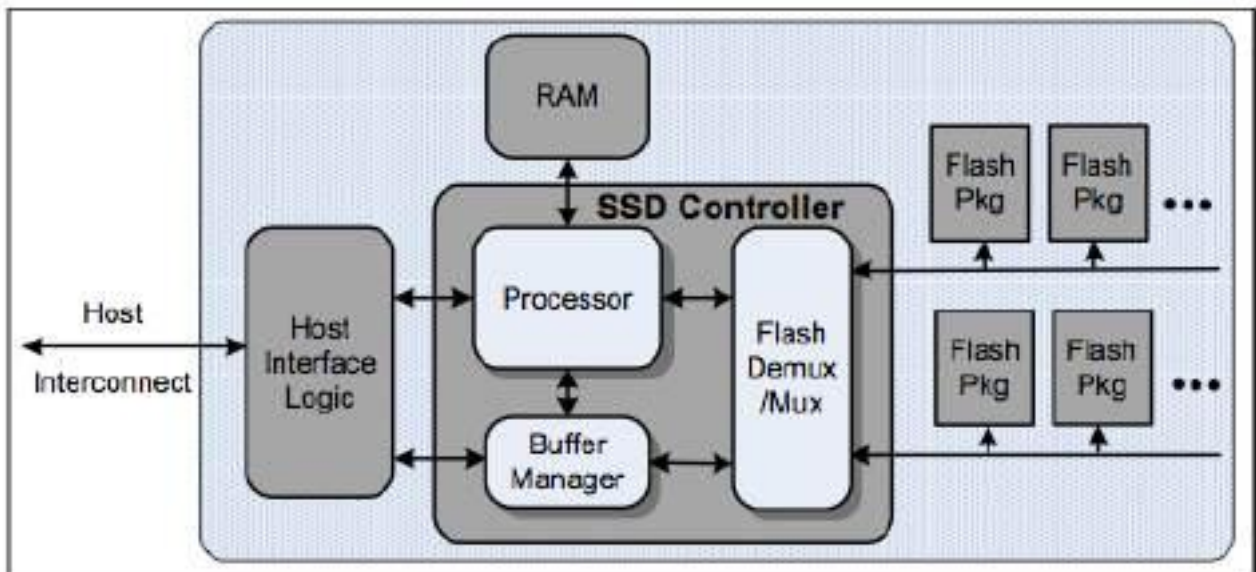 RAM
SSD Controller
Flash
Pkg
Flash
Pkg
•••
Host
Interconnect
Host
Interface
Logic
Processor
Flash
Demux
/Mux
Buffer
Manager
Flash
Pkg
Flash
Pkg
•••